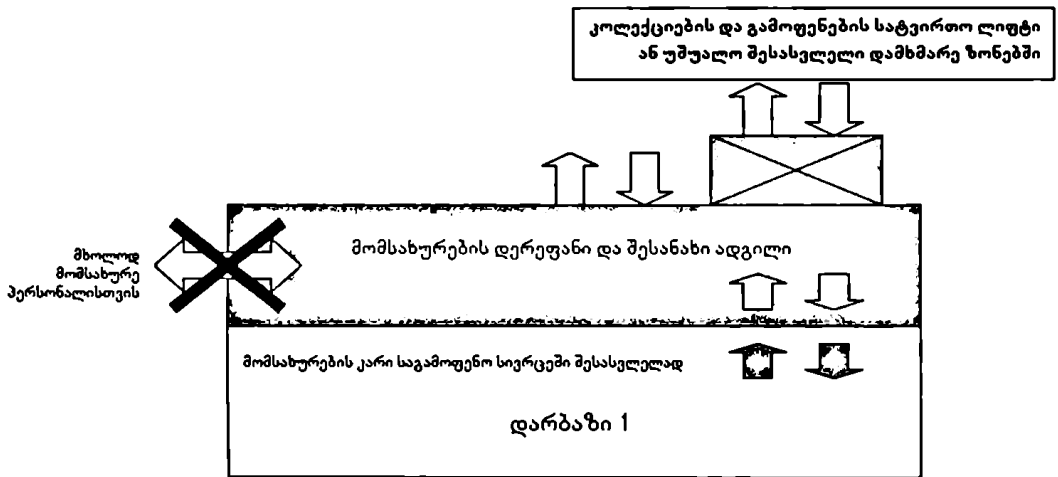 კოლექციების და გამოფენების სატვირთო ლიფტი
ან უშუალო შესასვლელი დამხმარე ზონებში
მომსახურების დერეფანი და შესანახი ადგილი
მხოლოდ
მომსახურე
პერსონალისთვის
მომსახურების კარი საგამოფენო სივრცეში შესასვლელად
დარბაზი 1